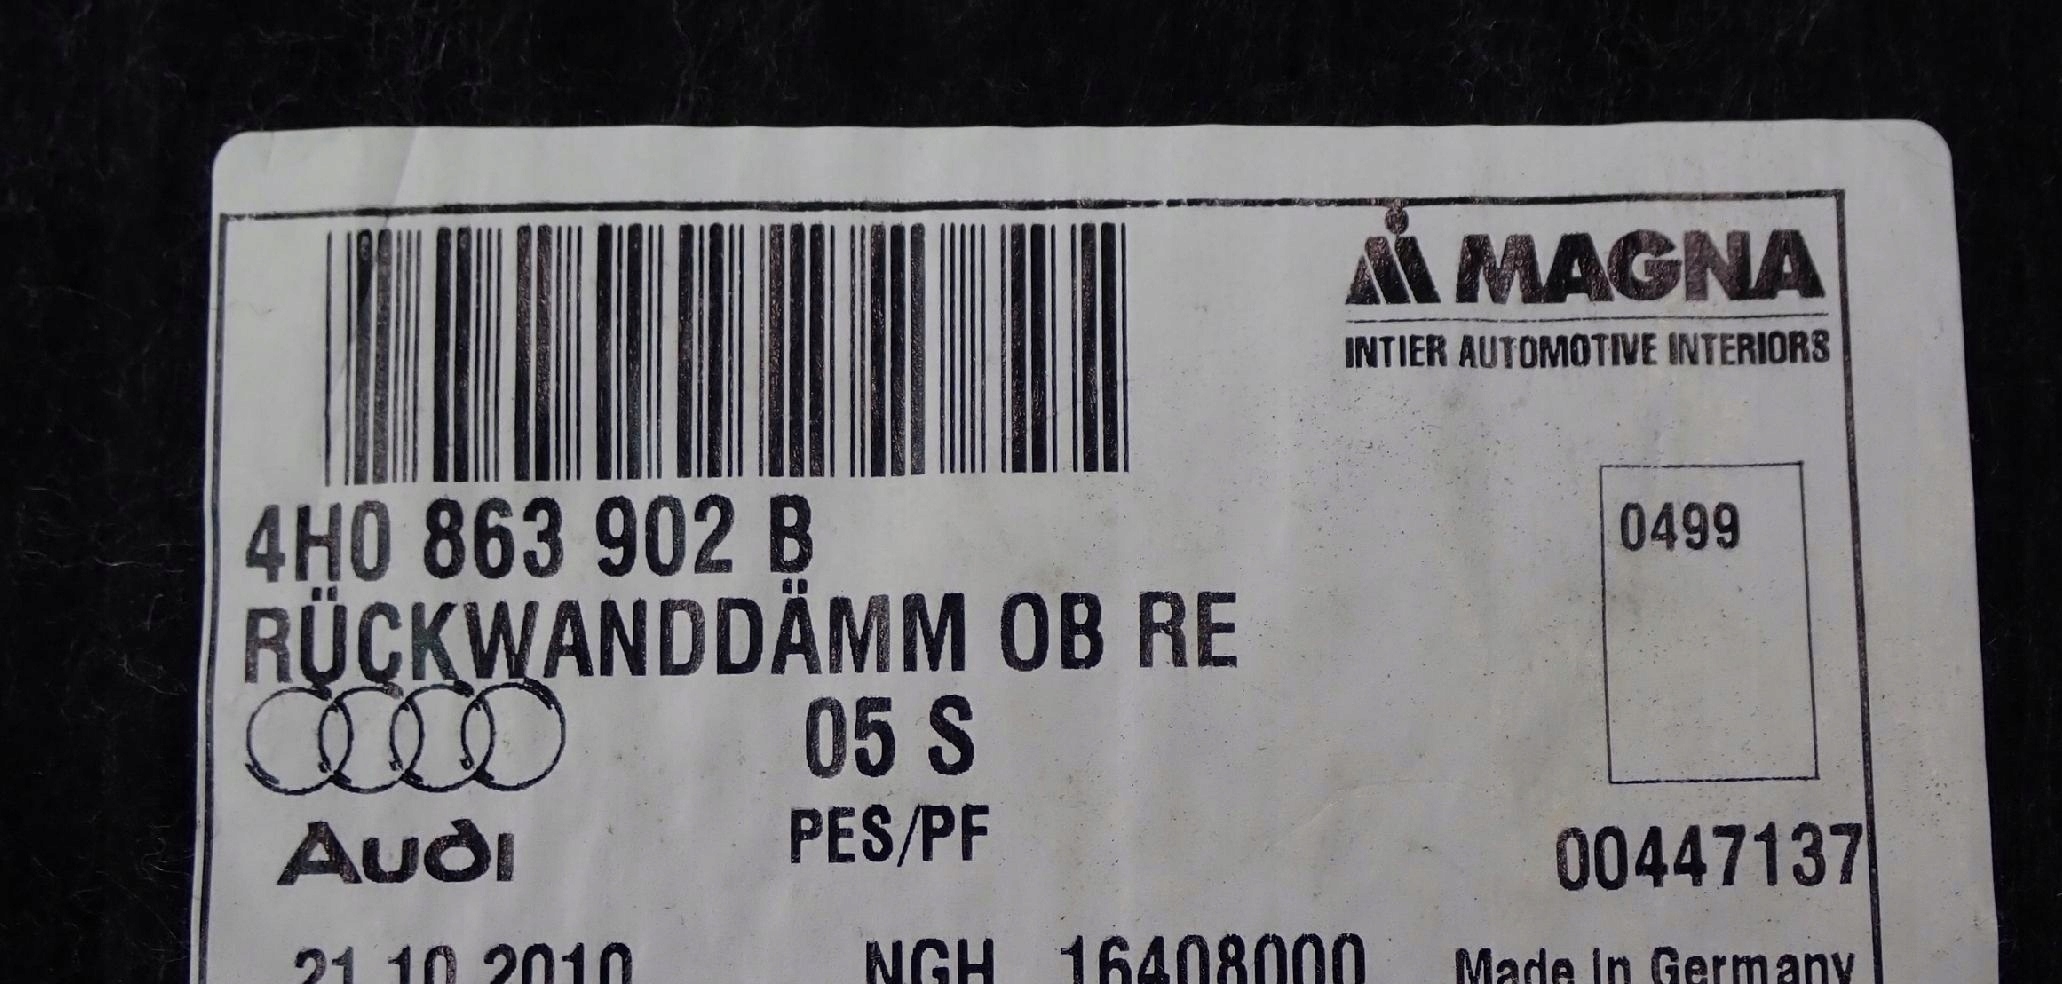 MAGNA
INTIER AUTOMOTIVE INTERIORS
4H0 863 902 B
0499
RÜCKWANDDÄMM OB RE
05 S
Audi
PES/PF
00447137
21.10.2010 NGH 16408000 Made In Germany